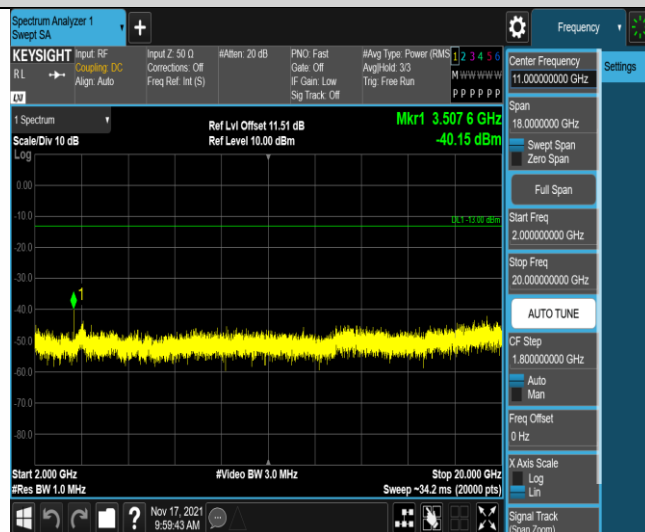 Spectrum Analyzer 1
Swept SA
+
Frequency
KEYSIGHT
RL
LXI
Input: RF
Coupling: DC
Align: Auto
Input Z: 50 Ω
Corrections: Off
Freq Ref: Int (S)
#Atten: 20 dB
PNO: Fast
Gate: Off
IF Gain: Low
Sig Track: Off
#Avg Type: Power (RMS
Avg|Hold: 3/3
Trig: Free Run
1 2 3 4 5 6
M W W W W W
P P P P P P
1 Spectrum
Scale/Div 10 dB
Ref Lvl Offset 11.51 dB
Ref Level 10.00 dBm
Mkr1 3.507 6 GHz
-40.15 dBm
Log
0.00
-10.0
DL1 -13.00 dBm
-20.0
-30.0
1
-40.0
-50.0
-60.0
-70.0
-80.0
Start 2.000 GHz
#Video BW 3.0 MHz
Stop 20.000 GHz
#Res BW 1.0 MHz
Sweep ~34.2 ms (20000 pts)
?
Nov 17, 2021
9:59:43 AM
Center Frequency
11.000000000 GHz
Settings
Span
18.0000000 GHz
Swept Span
Zero Span
Full Span
Start Freq
2.000000000 GHz
Stop Freq
20.000000000 GHz
AUTO TUNE
CF Step
1.800000000 GHz
Auto
Man
Freq Offset
0 Hz
X Axis Scale
Log
Lin
Signal Track
(Span Zoom)